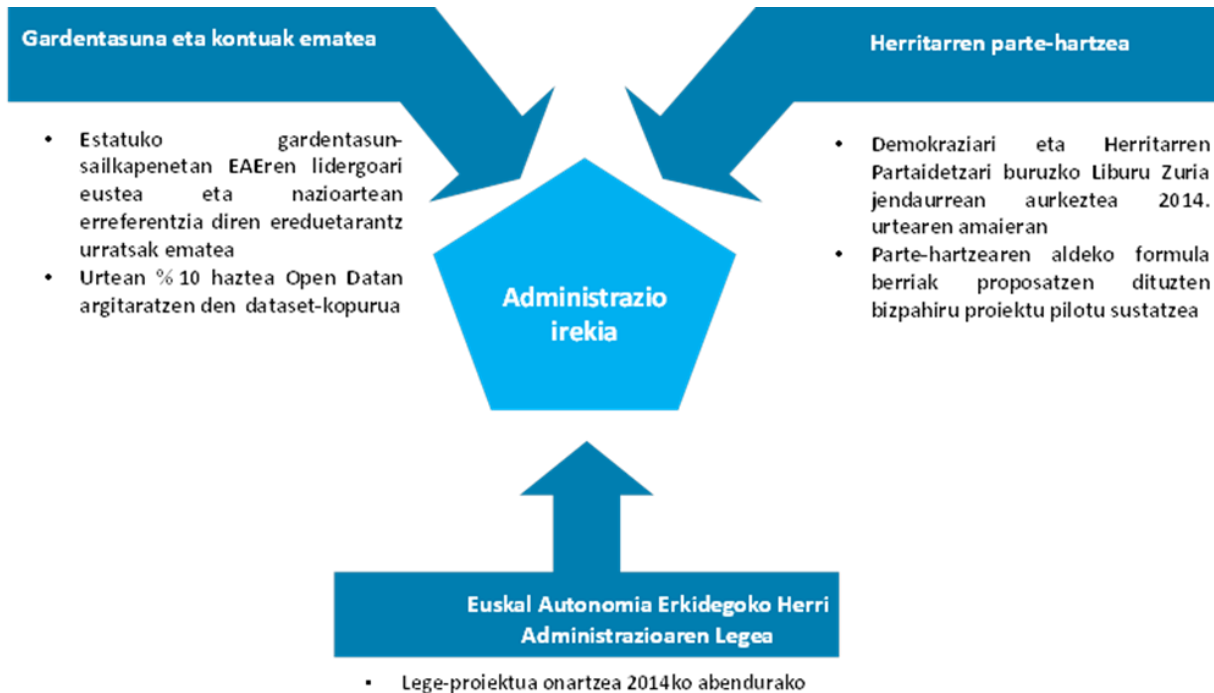 Gardentasuna eta kontuak ematea
• Estatuko gardentasun-
sailkapenetan EAEren lidergoari
eustea eta nazioartean
erreferentzia diren ereduetarantz
urratsak ematea
• Urtean %10 haztea Open Datan
argitaratzen den dataset-kopurua
Herritarren parte-hartzea
• Demokraziari eta Herritarren
Partaidetzari buruzko Liburu Zuria
jendaurrean aurkeztea 2014.
urtearen amaieran
• Parte-hartzearen aldeko formula
berriak proposatzen dituzten
bizpahiru proiektu pilotu sustatzea
Administrazio
irekia
Euskal Autonomia Erkidegoko Herri
Administrazioaren Legea
• Lege-proiektua onartzea 2014ko abendurako